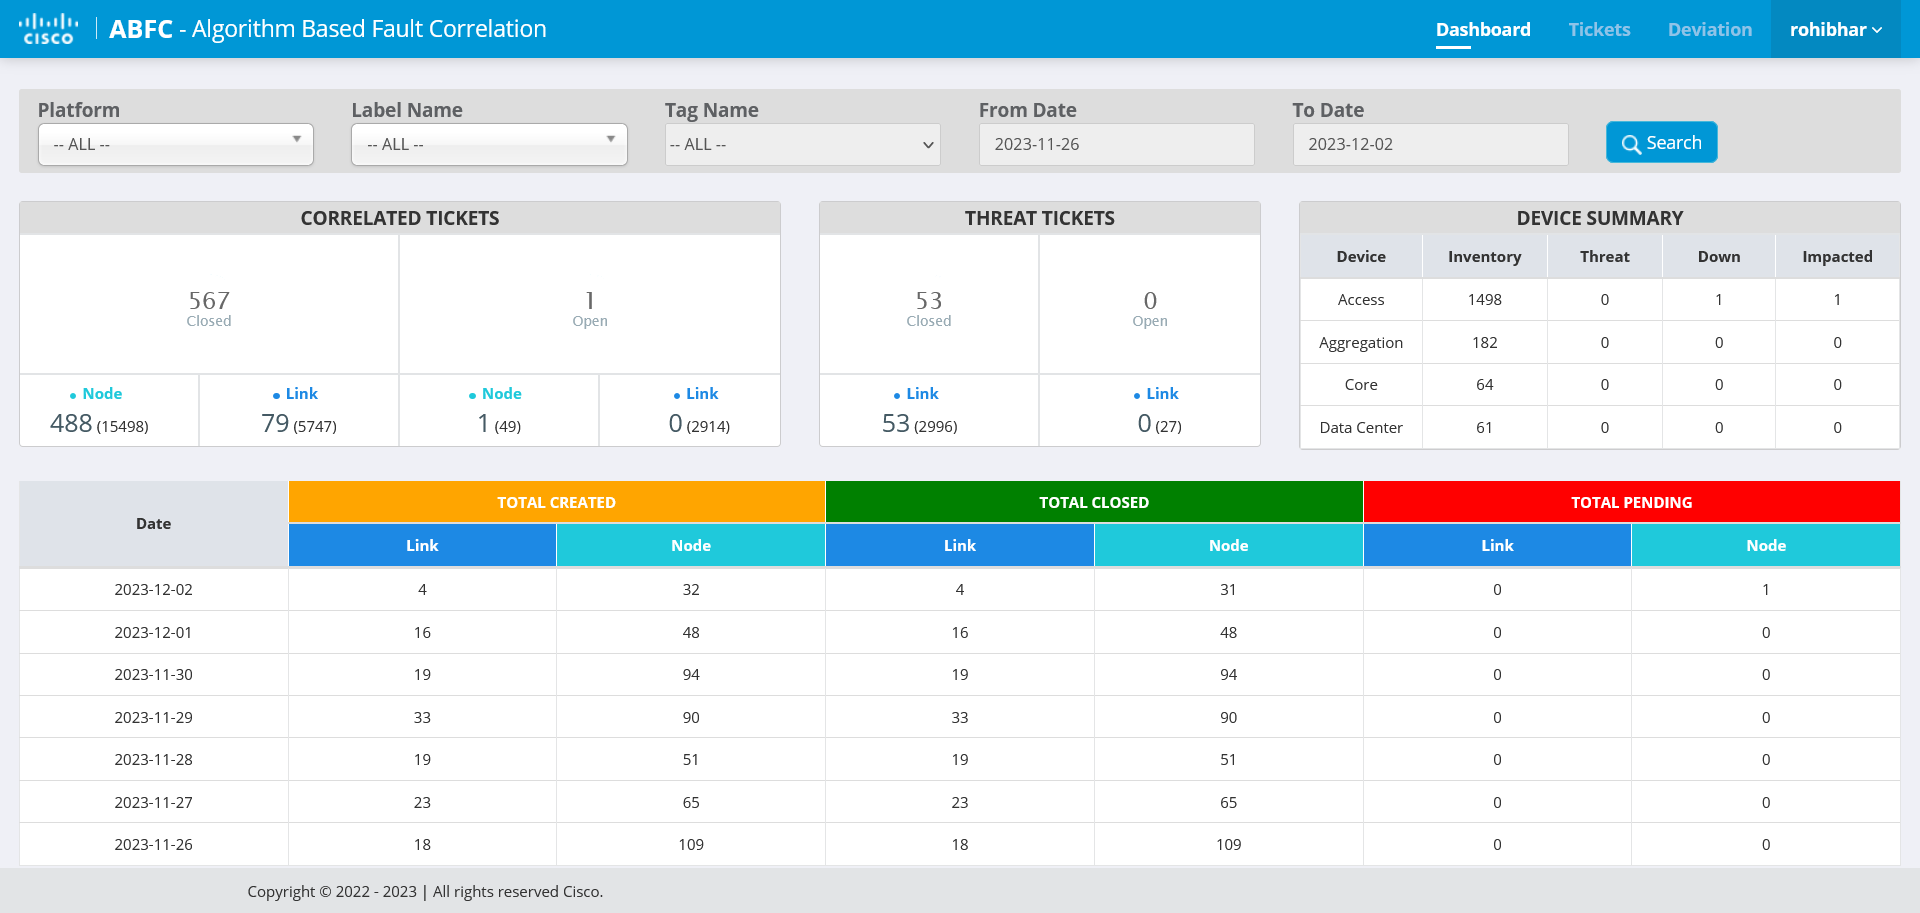 CISCO | ABFC - Algorithm Based Fault Correlation
Dashboard Tickets Deviation rohibhar
Platform Label Name Tag Name From Date To Date
-- ALL -- -- ALL -- -- ALL -- 2023-11-26 2023-12-02 Search
CORRELATED TICKETS
567 1
Closed Open
• Node • Link • Node • Link
488 (15498) 79 (5747) 1 (49) 0 (2914)
THREAT TICKETS
53 0
Closed Open
• Link • Link
53 (2996) 0 (27)
DEVICE SUMMARY
Device Inventory Threat Down Impacted
Access 1498 0 1 1
Aggregation 182 0 0 0
Core 64 0 0 0
Data Center 61 0 0 0
Date TOTAL CREATED TOTAL CLOSED TOTAL PENDING
Link Node Link Node Link Node
2023-12-02 4 32 4 31 0 1
2023-12-01 16 48 16 48 0 0
2023-11-30 19 94 19 94 0 0
2023-11-29 33 90 33 90 0 0
2023-11-28 19 51 19 51 0 0
2023-11-27 23 65 23 65 0 0
2023-11-26 18 109 18 109 0 0
Copyright © 2022 - 2023 | All rights reserved Cisco.